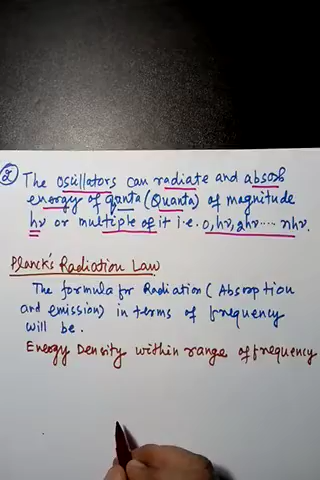 ② The oscillators can radiate and absorb
energy of qanta (Quanta) of magnitude
hν or multiple of it i.e. 0, hν, 2hν .... nhν.
Planck's Radiation Law
The formula for Radiation (Absorption
and emission) in terms of frequency
will be.
Energy Density within range of frequency